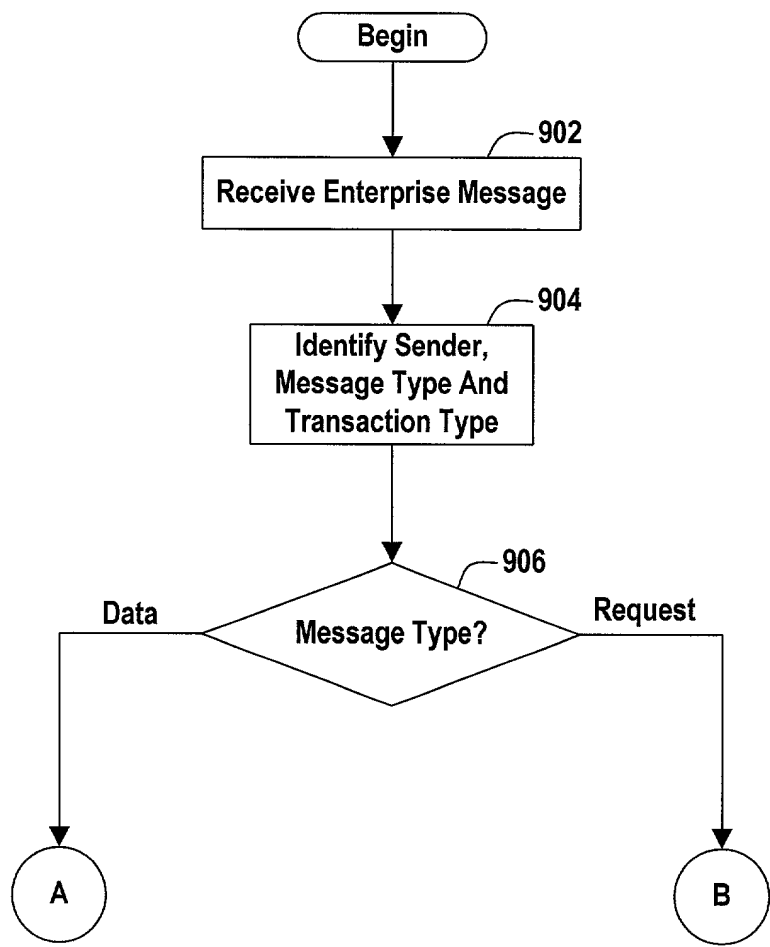 Begin
902
Receive Enterprise Message
904
Identify Sender,
Message Type And
Transaction Type
906
Data
Message Type?
Request
A
B